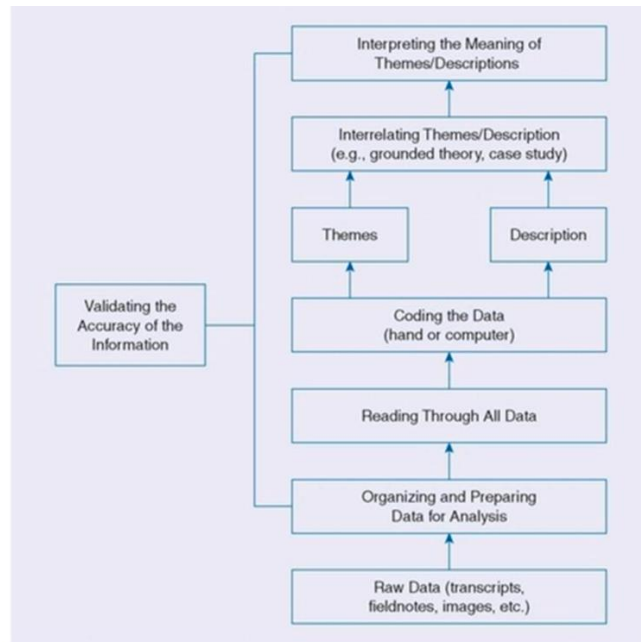 Interpreting the Meaning of
Themes/Descriptions
Interrelating Themes/Description
(e.g., grounded theory, case study)
Themes
Description
Validating the
Accuracy of the
Information
Coding the Data
(hand or computer)
Reading Through All Data
Organizing and Preparing
Data for Analysis
Raw Data (transcripts,
fieldnotes, images, etc.)